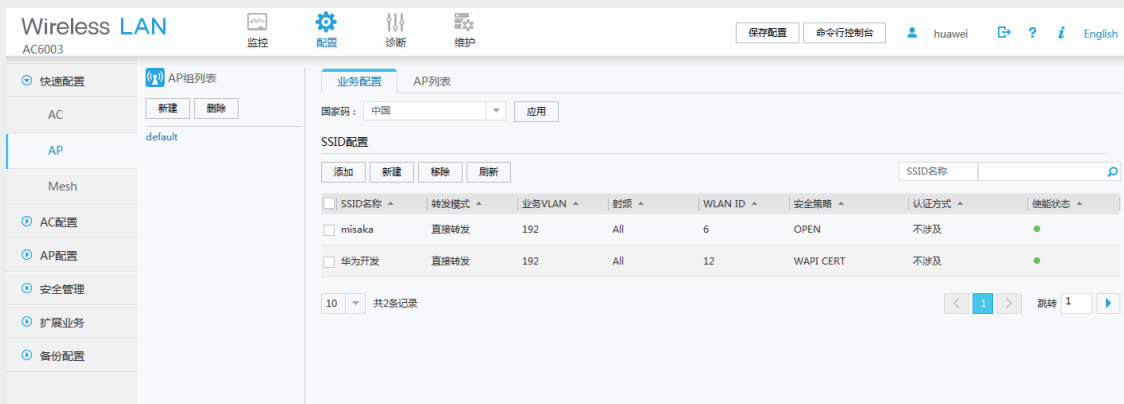 Wireless LAN
AC6003
监控
配置
诊断
维护
保存配置
命令行控制台
huawei
?
i
English
快速配置
AC
AP
Mesh
AC配置
AP配置
安全管理
扩展业务
备份配置
AP组列表
新建 删除
default
业务配置 AP列表
国家码： 中国 应用
SSID配置
添加 新建 移除 刷新 SSID名称
SSID名称 转发模式 业务VLAN 射频 WLAN ID 安全策略 认证方式 使能状态
misaka 直接转发 192 All 6 OPEN 不涉及
华为开发 直接转发 192 All 12 WAPI CERT 不涉及
10 共2条记录 < 1 > 跳转 1